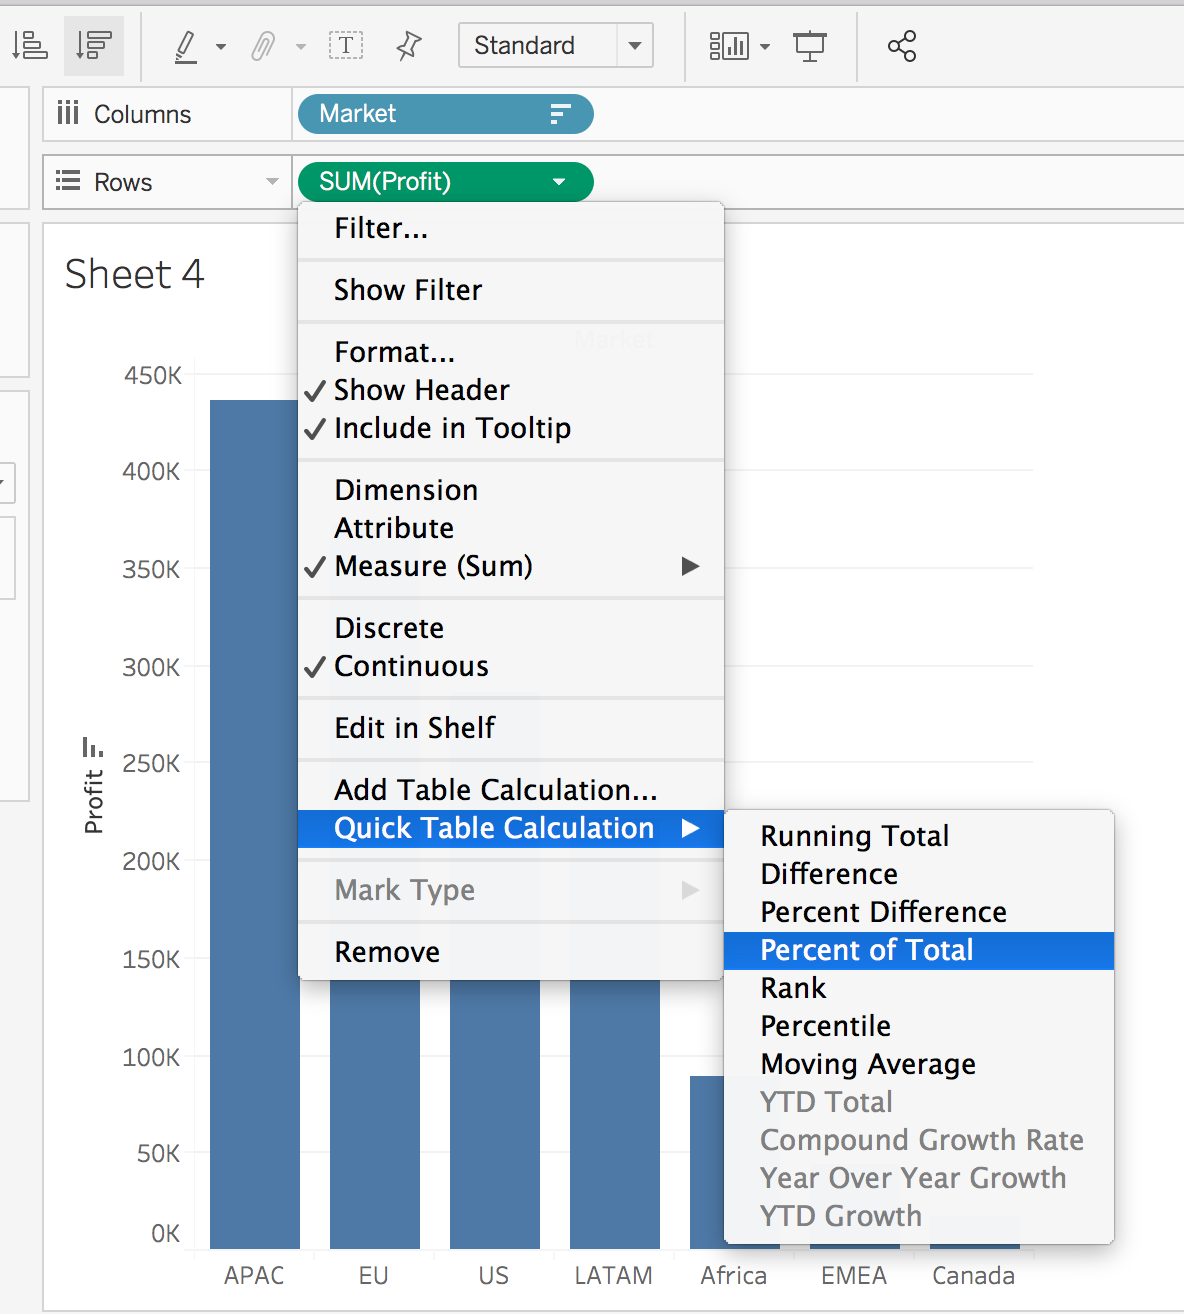 T
Standard
Columns
Market
Rows
SUM(Profit)
Sheet 4
Filter...
Show Filter
Format...
Show Header
Include in Tooltip
Dimension
Attribute
Measure (Sum)
Discrete
Continuous
Edit in Shelf
Add Table Calculation...
Quick Table Calculation
Mark Type
Remove
Running Total
Difference
Percent Difference
Percent of Total
Rank
Percentile
Moving Average
YTD Total
Compound Growth Rate
Year Over Year Growth
YTD Growth
Market
Profit
450K
400K
350K
300K
250K
200K
150K
100K
50K
0K
APAC
EU
US
LATAM
Africa
EMEA
Canada